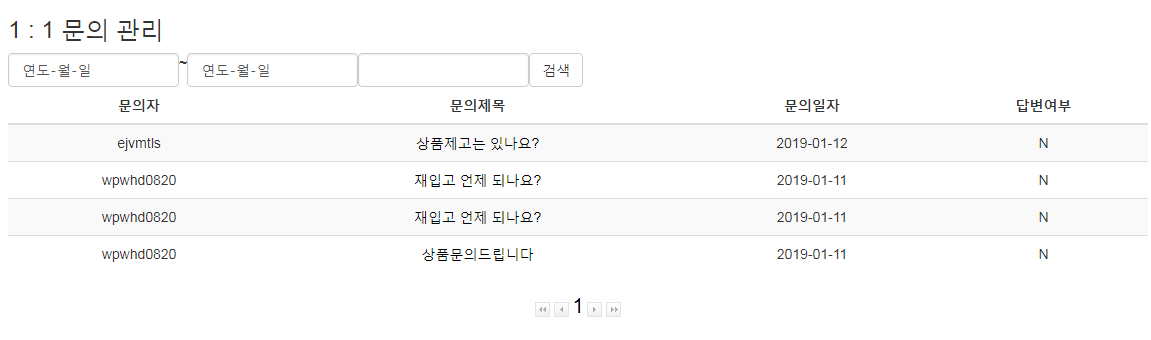 1 : 1 문의 관리
연도-월-일 ~ 연도-월-일 검색
문의자 문의제목 문의일자 답변여부
ejvmtls 상품제고는 있나요? 2019-01-12 N
wpwhd0820 재입고 언제 되나요? 2019-01-11 N
wpwhd0820 재입고 언제 되나요? 2019-01-11 N
wpwhd0820 상품문의드립니다 2019-01-11 N
1